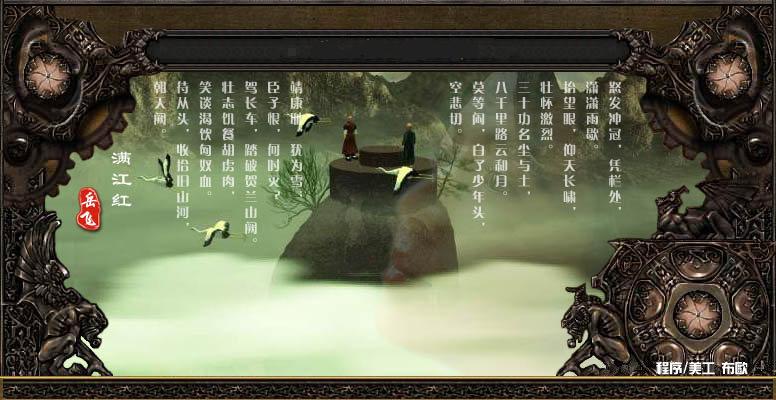 怒发冲冠，凭栏处，
潇潇雨歇。
抬望眼，仰天长啸，
壮怀激烈。
三十功名尘与土，
八千里路云和月。
莫等闲，白了少年头，
空悲切。
靖康耻，犹为雪，
臣子恨，何时灭？
驾长车，踏破贺兰山阙。
壮志饥餐胡虏肉，
笑谈渴饮匈奴血。
待从头，收拾旧山河，
朝天阙。
满江红
岳飞
程序/美工 布歐